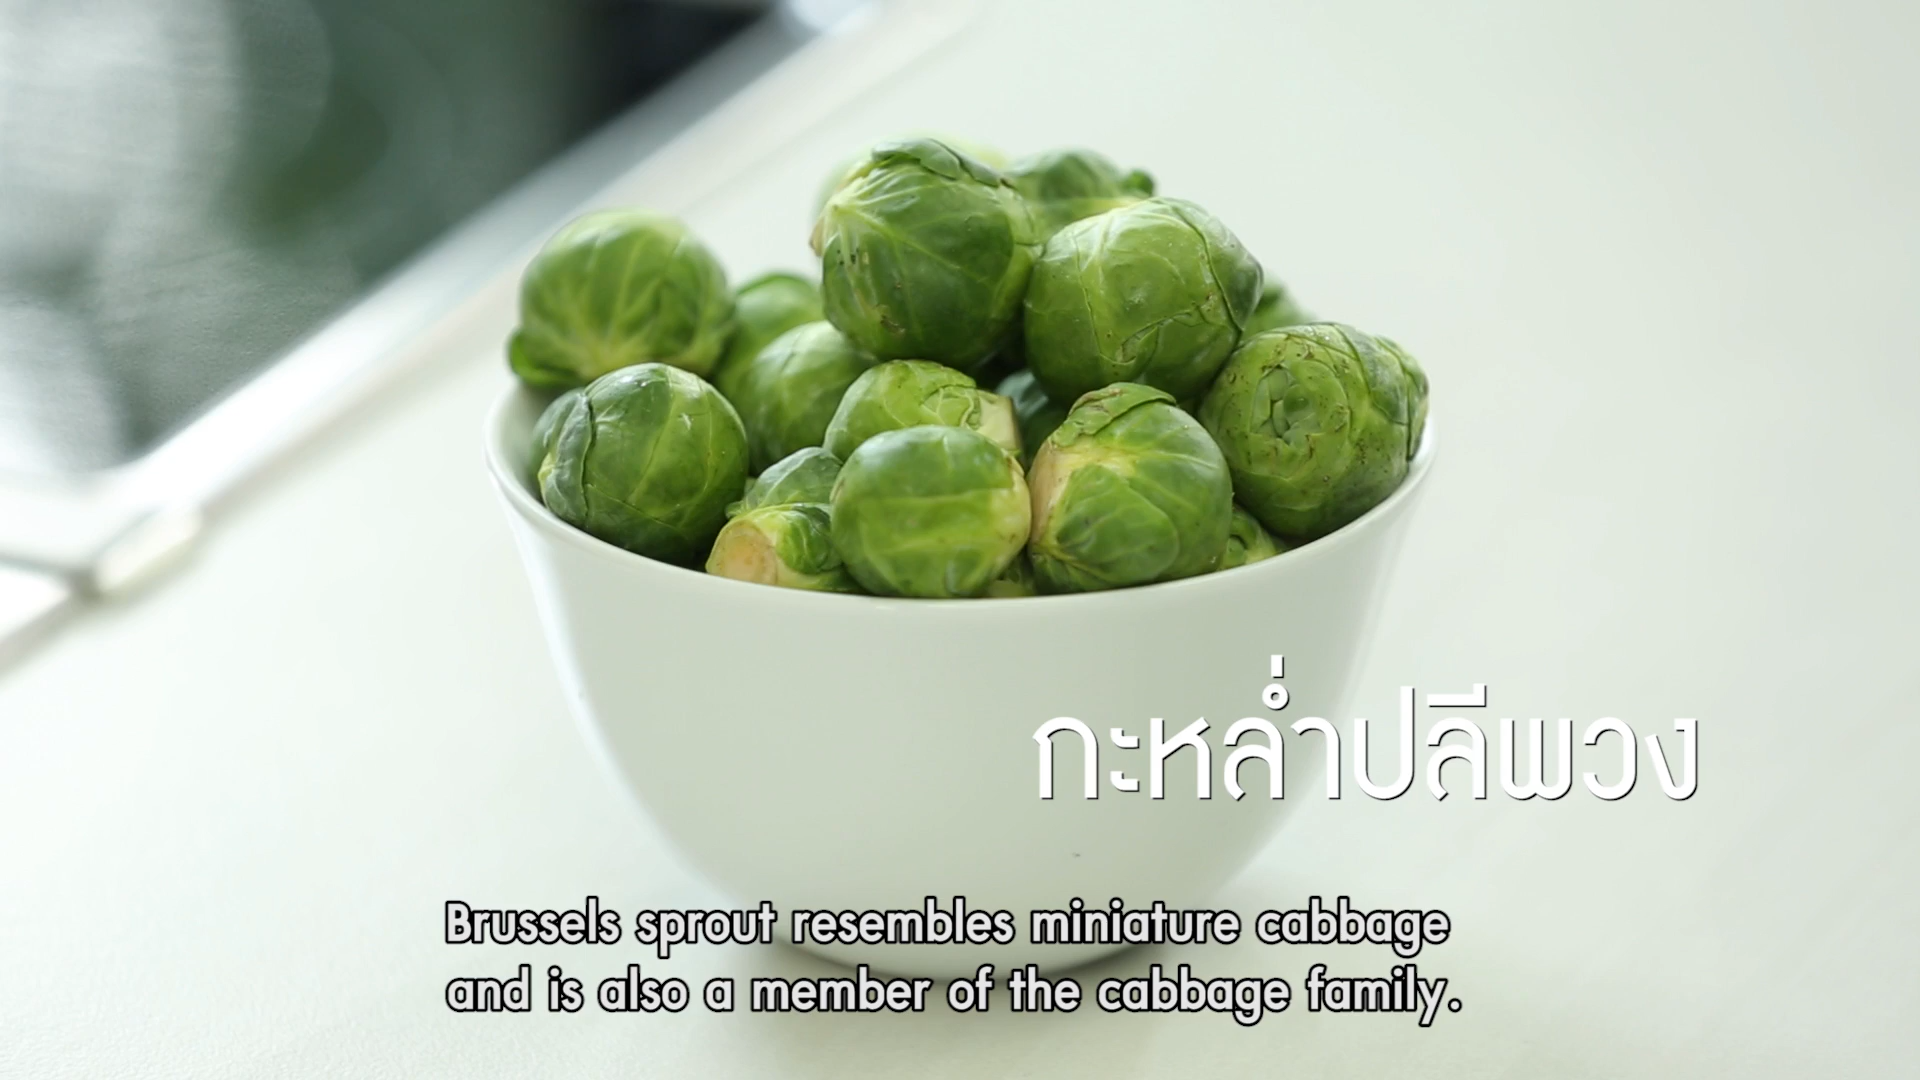 กะหล่ำปลีพวง
Brussels sprout resembles miniature cabbage
and is also a member of the cabbage family.